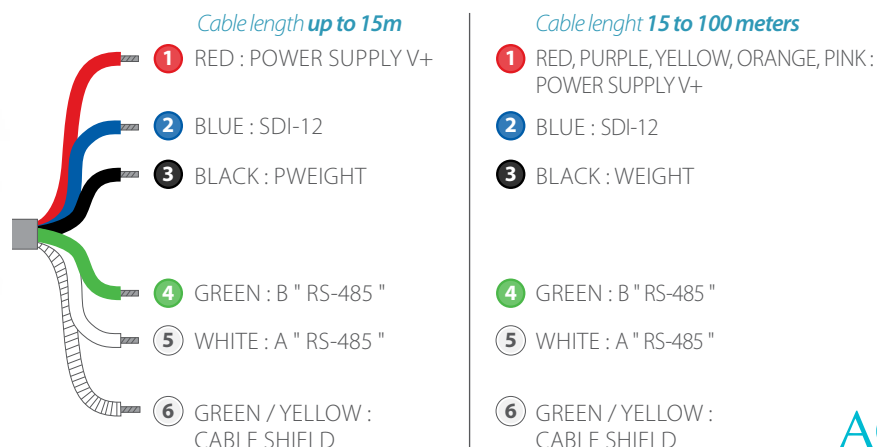 Cable length up to 15m
1 RED : POWER SUPPLY V+
2 BLUE : SDI-12
3 BLACK : PWEIGHT
4 GREEN : B " RS-485 "
5 WHITE : A " RS-485 "
6 GREEN / YELLOW :
CABLE SHIELD
Cable lenght 15 to 100 meters
1 RED, PURPLE, YELLOW, ORANGE, PINK :
POWER SUPPLY V+
2 BLUE : SDI-12
3 BLACK : WEIGHT
4 GREEN : B " RS-485 "
5 WHITE : A " RS-485 "
6 GREEN / YELLOW :
CABLE SHIELD